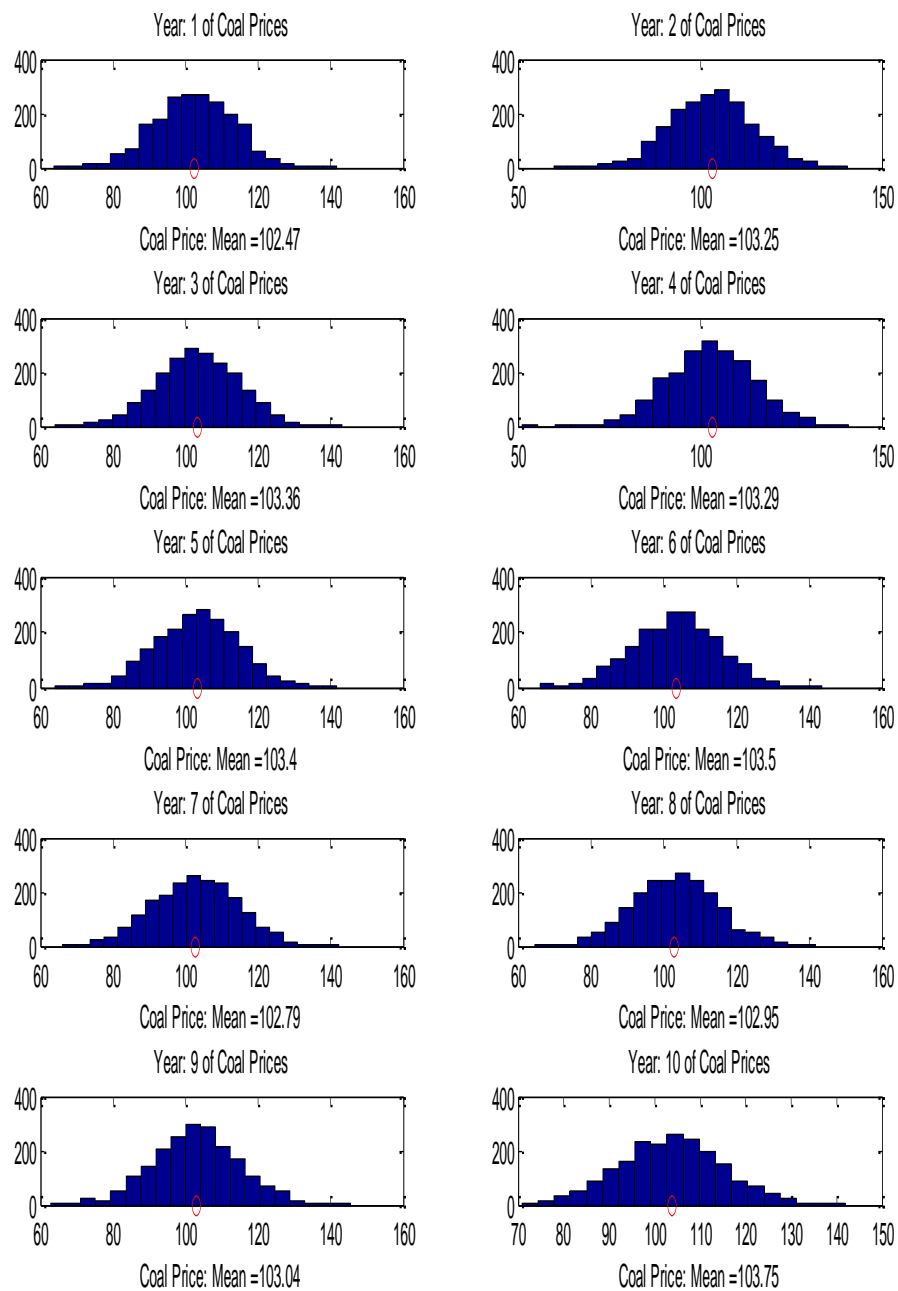 Year: 1 of Coal Prices
400
200
0
60 80 100 120 140 160
Coal Price: Mean =102.47
Year: 2 of Coal Prices
400
200
0
50 100 150
Coal Price: Mean =103.25
Year: 3 of Coal Prices
400
200
0
60 80 100 120 140 160
Coal Price: Mean =103.36
Year: 4 of Coal Prices
400
200
0
50 100 150
Coal Price: Mean =103.29
Year: 5 of Coal Prices
400
200
0
60 80 100 120 140 160
Coal Price: Mean =103.4
Year: 6 of Coal Prices
400
200
0
60 80 100 120 140 160
Coal Price: Mean =103.5
Year: 7 of Coal Prices
400
200
0
60 80 100 120 140 160
Coal Price: Mean =102.79
Year: 8 of Coal Prices
400
200
0
60 80 100 120 140 160
Coal Price: Mean =102.95
Year: 9 of Coal Prices
400
200
0
60 80 100 120 140 160
Coal Price: Mean =103.04
Year: 10 of Coal Prices
400
200
0
70 80 90 100 110 120 130 140 150
Coal Price: Mean =103.75